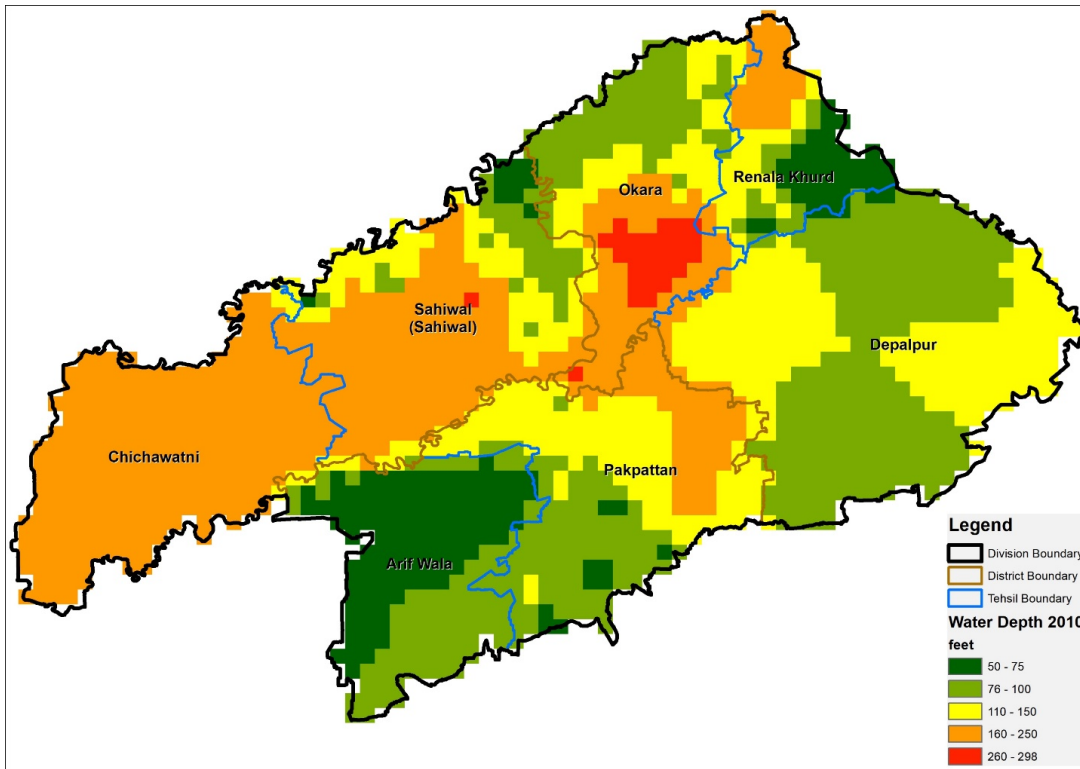 Okara
Renala Khurd
Sahiwal
(Sahiwal)
Depalpur
Chichawatni
Pakpattan
Arif Wala
Legend
Division Boundary
District Boundary
Tehsil Boundary
Water Depth 2010
feet
50 - 75
76 - 100
110 - 150
160 - 250
260 - 298